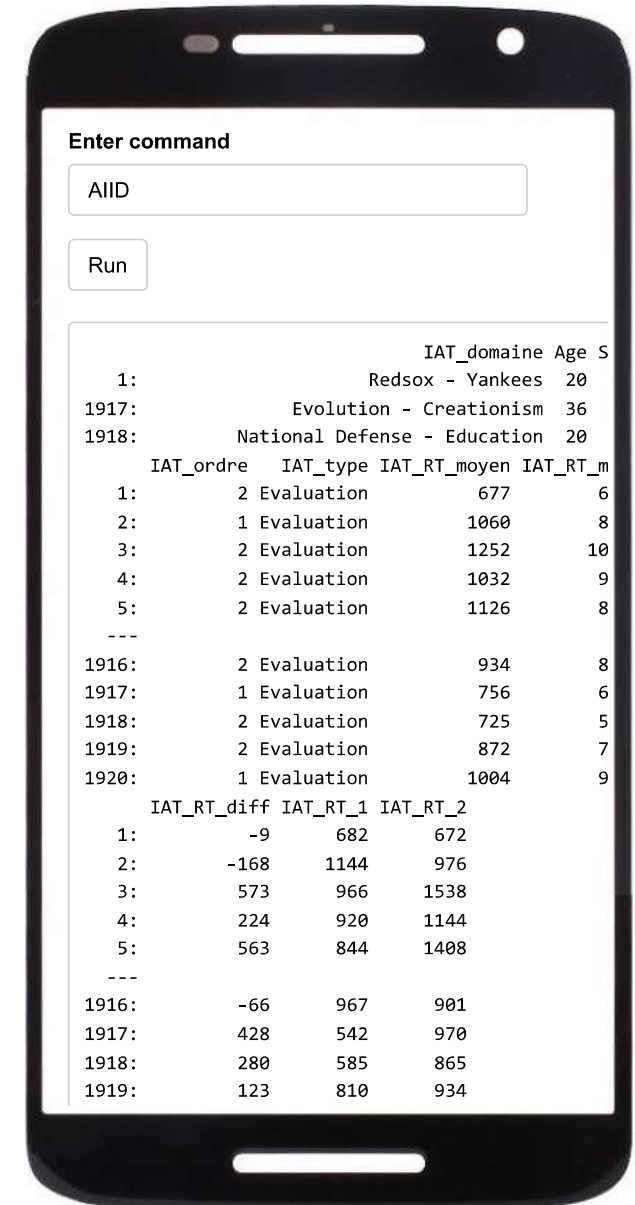 Enter command
AIID
Run
IAT_domaine Age S
1: Redsox - Yankees 20
1917: Evolution - Creationism 36
1918: National Defense - Education 20
IAT_ordre IAT_type IAT_RT_moyen IAT_RT_m
1: 2 Evaluation 677 6
2: 1 Evaluation 1060 8
3: 2 Evaluation 1252 10
4: 2 Evaluation 1032 9
5: 2 Evaluation 1126 8
---
1916: 2 Evaluation 934 8
1917: 1 Evaluation 756 6
1918: 2 Evaluation 725 5
1919: 2 Evaluation 872 7
1920: 1 Evaluation 1004 9
IAT_RT_diff IAT_RT_1 IAT_RT_2
1: -9 682 672
2: -168 1144 976
3: 573 966 1538
4: 224 920 1144
5: 563 844 1408
---
1916: -66 967 901
1917: 428 542 970
1918: 280 585 865
1919: 123 810 934